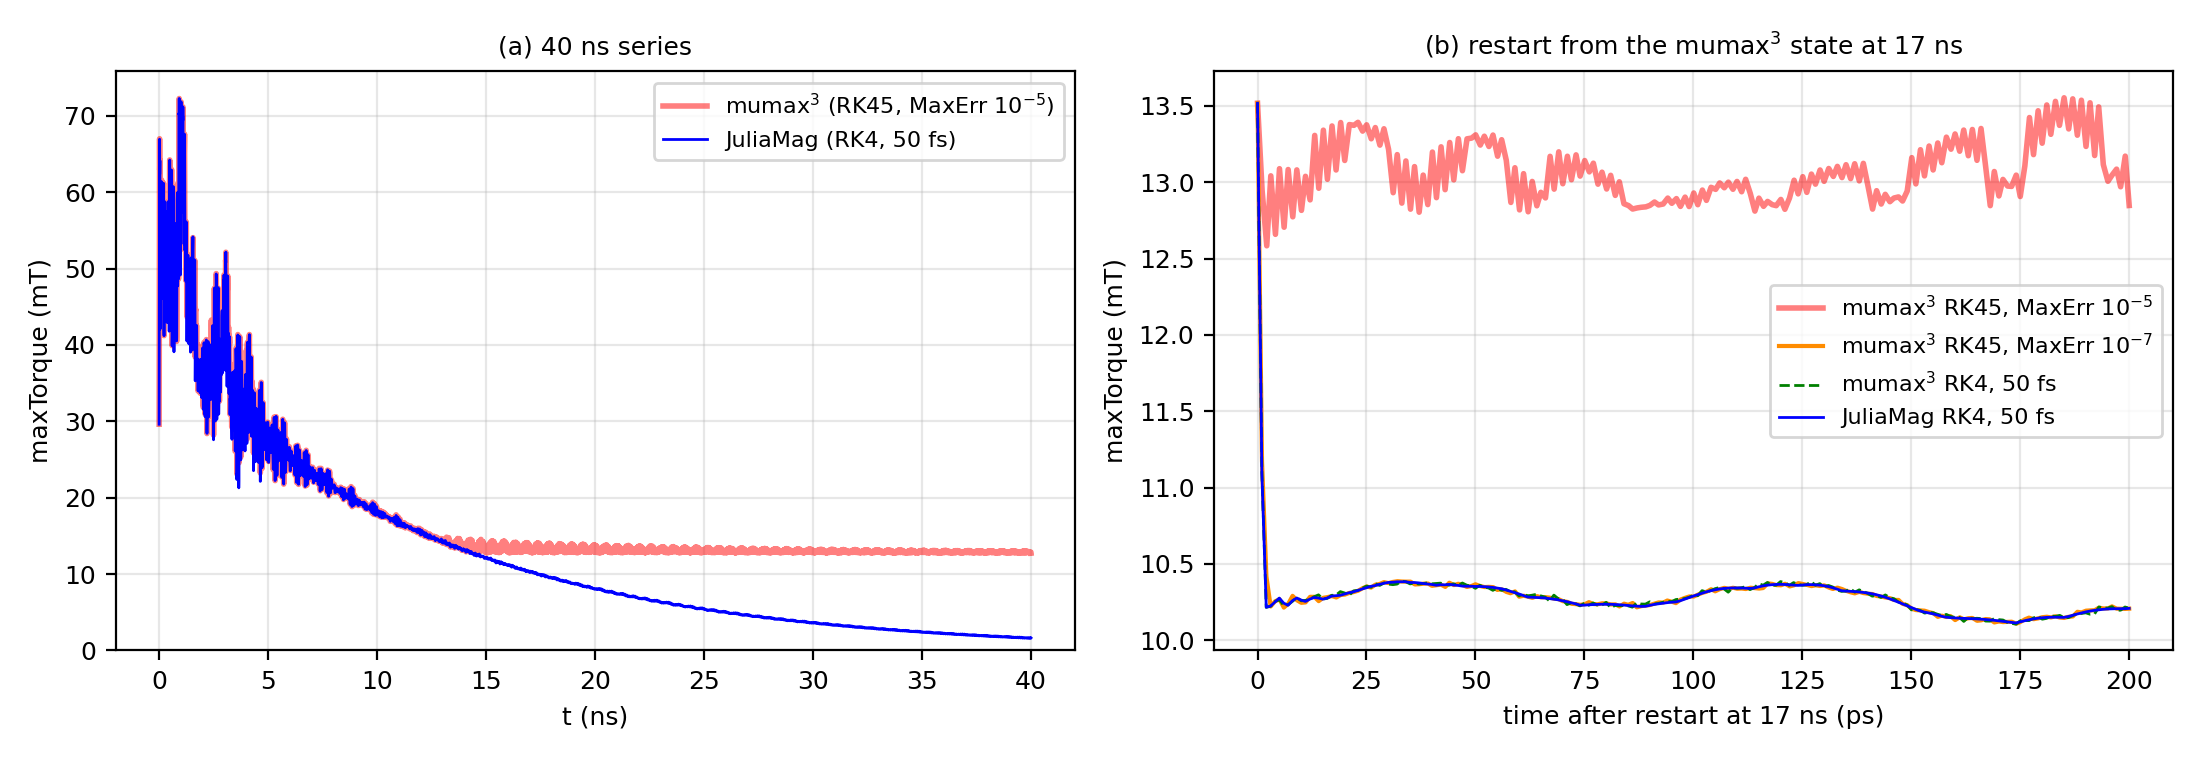 (a) 40 ns series
maxTorque (mT)
70
60
50
40
30
20
10
0
mumax³ (RK45, MaxErr 10⁻⁵)
JuliaMag (RK4, 50 fs)
0 5 10 15 20 25 30 35 40
t (ns)
(b) restart from the mumax³ state at 17 ns
maxTorque (mT)
13.5
13.0
12.5
12.0
11.5
11.0
10.5
10.0
mumax³ RK45, MaxErr 10⁻⁵
mumax³ RK45, MaxErr 10⁻⁷
mumax³ RK4, 50 fs
JuliaMag RK4, 50 fs
0 25 50 75 100 125 150 175 200
time after restart at 17 ns (ps)